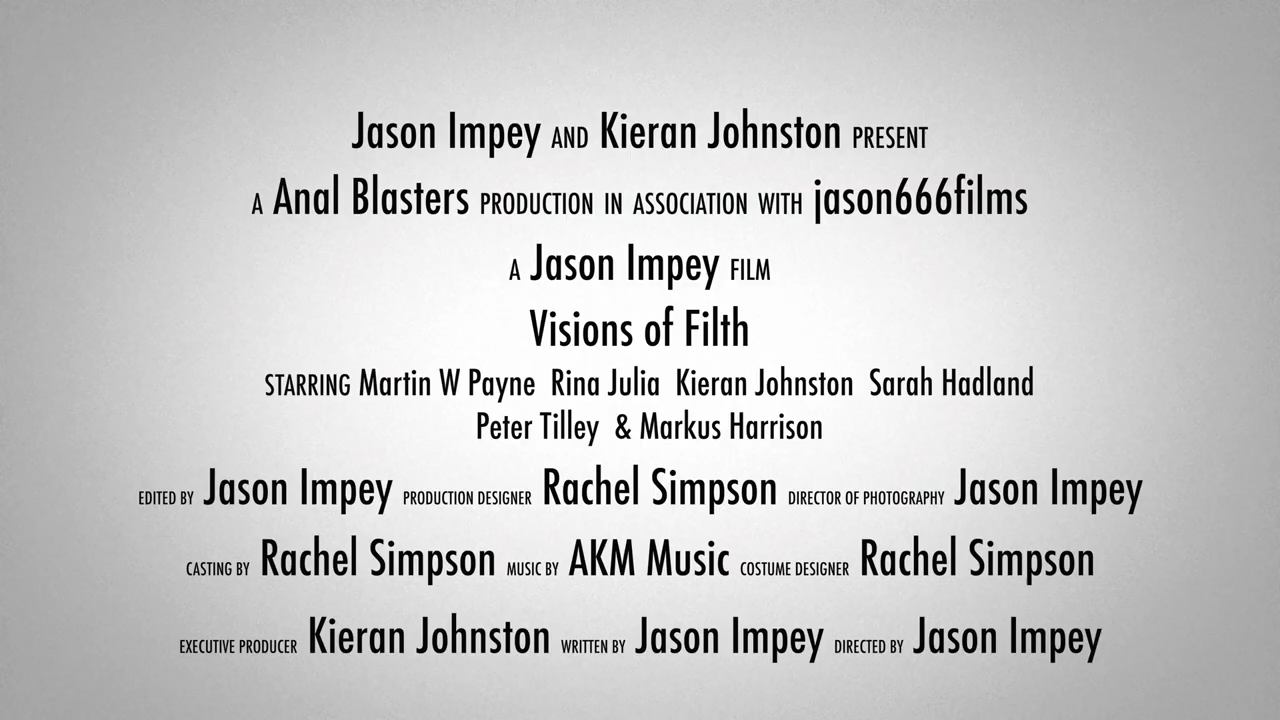 Jason Impey AND Kieran Johnston PRESENT
A Anal Blasters PRODUCTION IN ASSOCIATION WITH jason666films
A Jason Impey FILM
Visions of Filth
STARRING Martin W Payne Rina Julia Kieran Johnston Sarah Hadland
Peter Tilley & Markus Harrison
EDITED BY Jason Impey PRODUCTION DESIGNER Rachel Simpson DIRECTOR OF PHOTOGRAPHY Jason Impey
CASTING BY Rachel Simpson MUSIC BY AKM Music COSTUME DESIGNER Rachel Simpson
EXECUTIVE PRODUCER Kieran Johnston WRITTEN BY Jason Impey DIRECTED BY Jason Impey